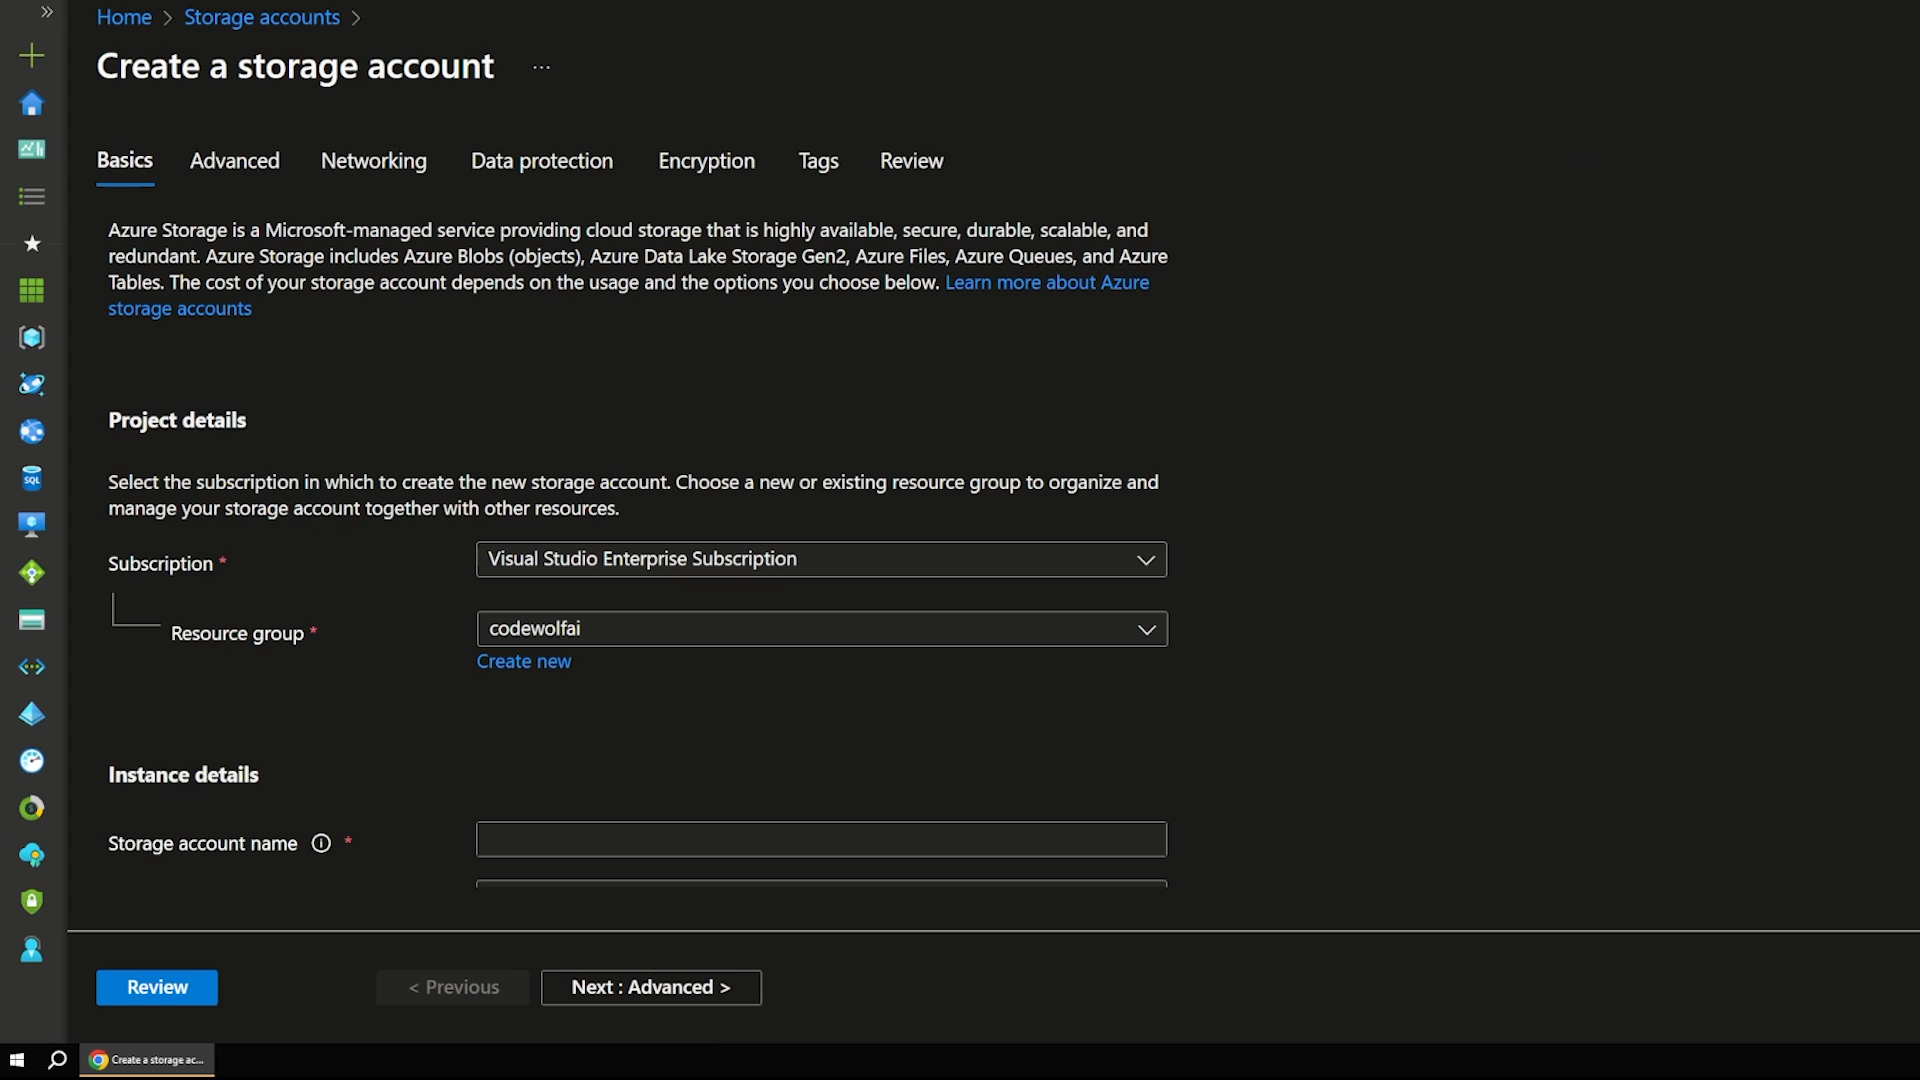 Home > Storage accounts >
Create a storage account ...
Basics Advanced Networking Data protection Encryption Tags Review
Azure Storage is a Microsoft-managed service providing cloud storage that is highly available, secure, durable, scalable, and
redundant. Azure Storage includes Azure Blobs (objects), Azure Data Lake Storage Gen2, Azure Files, Azure Queues, and Azure
Tables. The cost of your storage account depends on the usage and the options you choose below. Learn more about Azure
storage accounts
Project details
Select the subscription in which to create the new storage account. Choose a new or existing resource group to organize and
manage your storage account together with other resources.
Subscription * Visual Studio Enterprise Subscription
Resource group * codewolfai
Create new
Instance details
Storage account name *
Review < Previous Next : Advanced >
Create a storage ac...
SQL